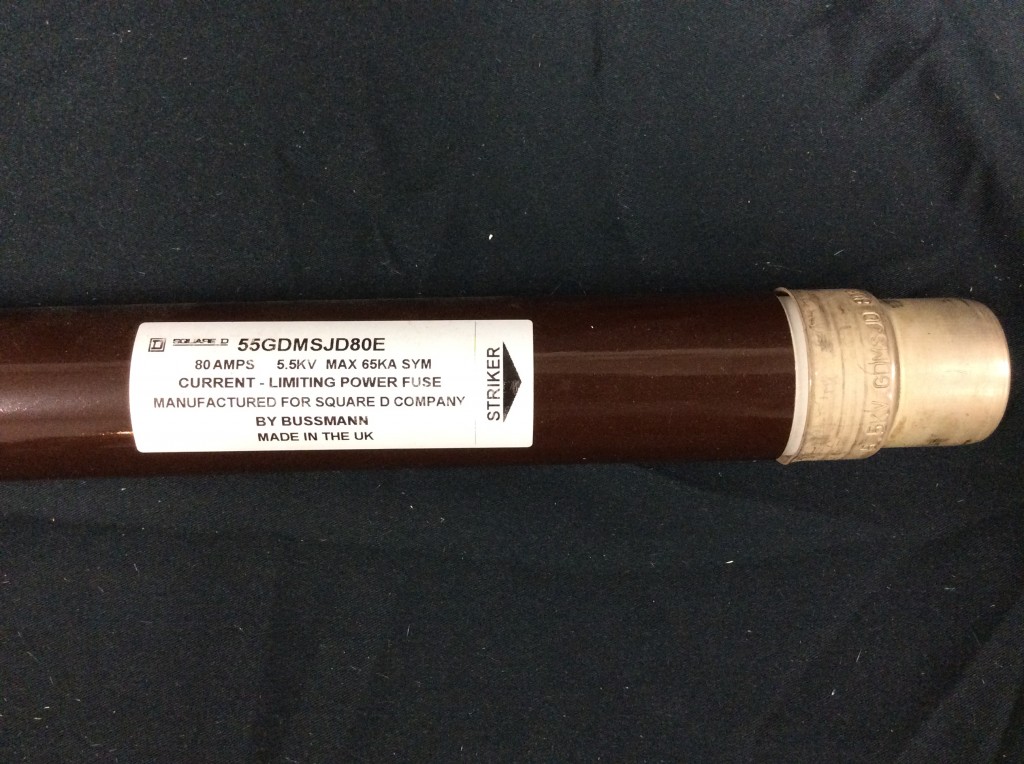 SQUARE D 55GDMSJD80E
80 AMPS 5.5KV MAX 65KA SYM
CURRENT - LIMITING POWER FUSE
MANUFACTURED FOR SQUARE D COMPANY
BY BUSSMANN
MADE IN THE UK
STRIKER
GDMSJD